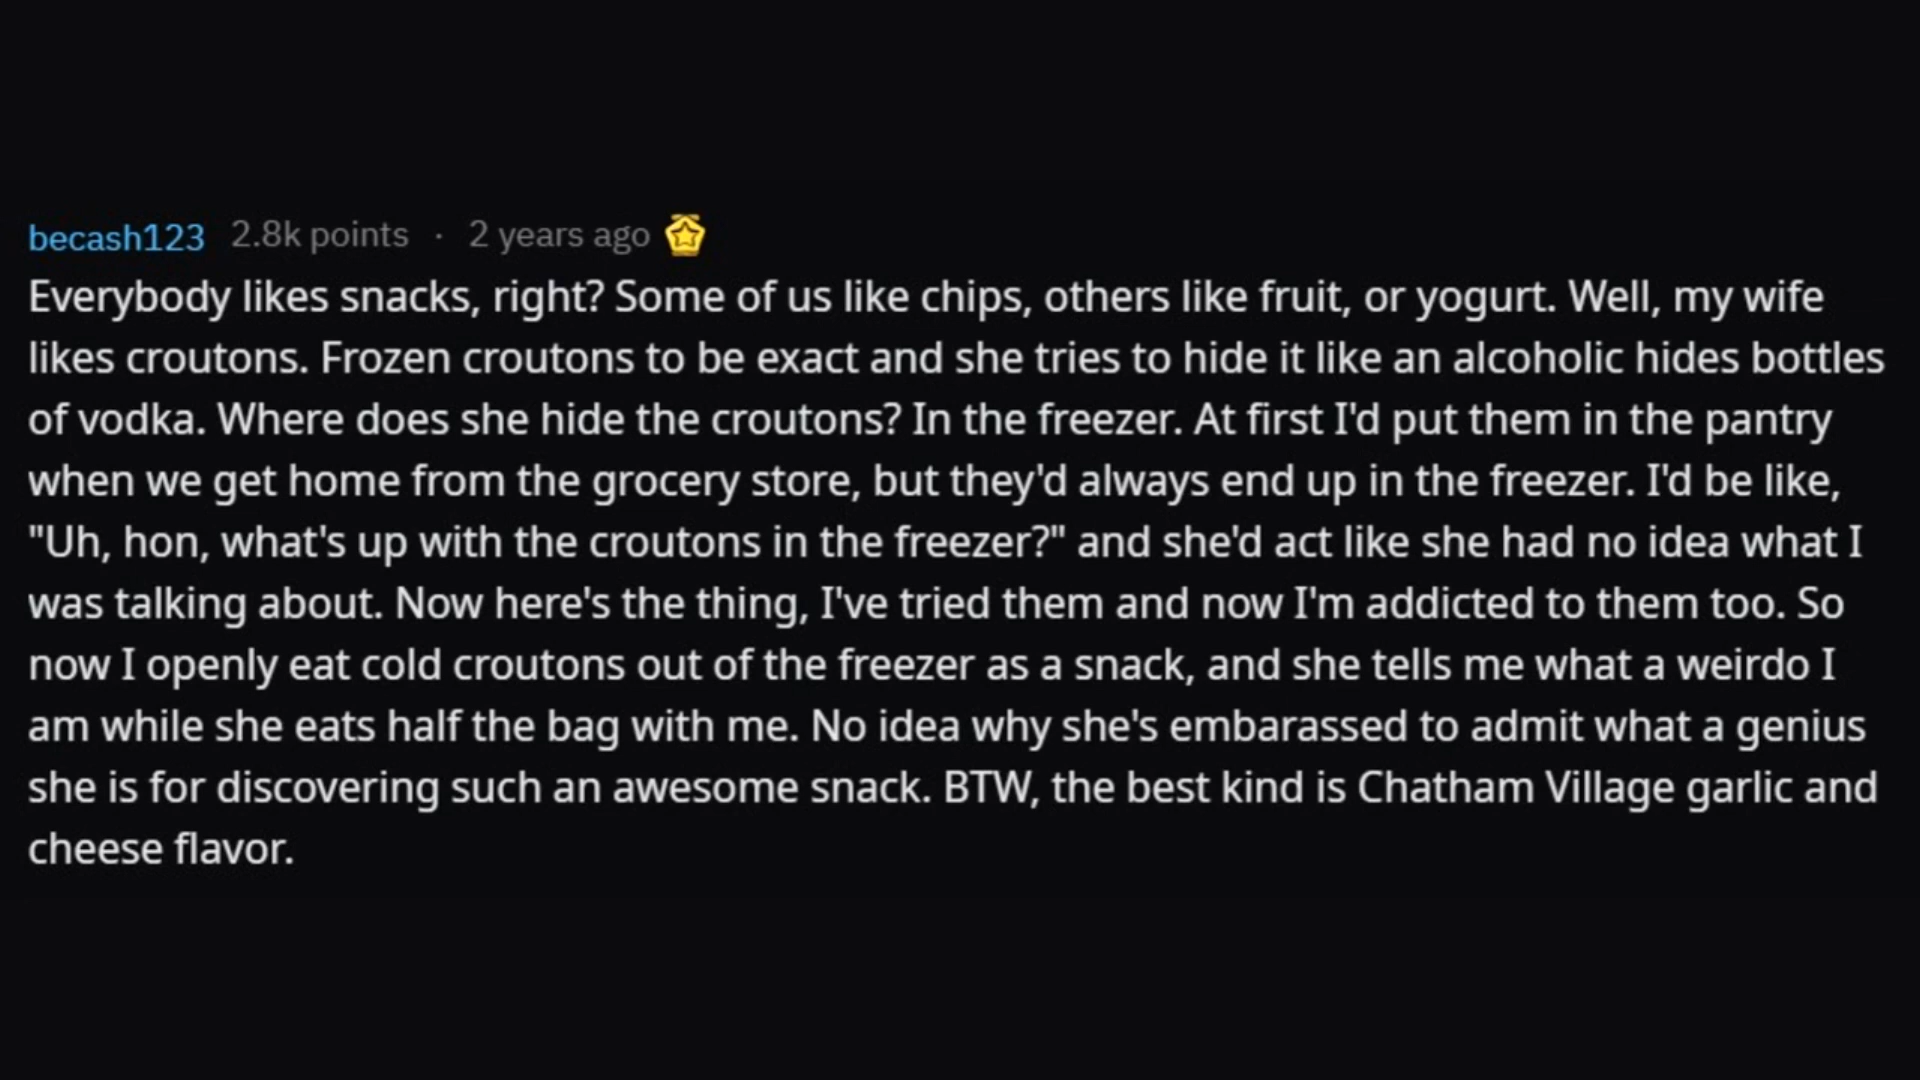 becash123 2.8k points · 2 years ago
Everybody likes snacks, right? Some of us like chips, others like fruit, or yogurt. Well, my wife
likes croutons. Frozen croutons to be exact and she tries to hide it like an alcoholic hides bottles
of vodka. Where does she hide the croutons? In the freezer. At first I'd put them in the pantry
when we get home from the grocery store, but they'd always end up in the freezer. I'd be like,
"Uh, hon, what's up with the croutons in the freezer?" and she'd act like she had no idea what I
was talking about. Now here's the thing, I've tried them and now I'm addicted to them too. So
now I openly eat cold croutons out of the freezer as a snack, and she tells me what a weirdo I
am while she eats half the bag with me. No idea why she's embarassed to admit what a genius
she is for discovering such an awesome snack. BTW, the best kind is Chatham Village garlic and
cheese flavor.